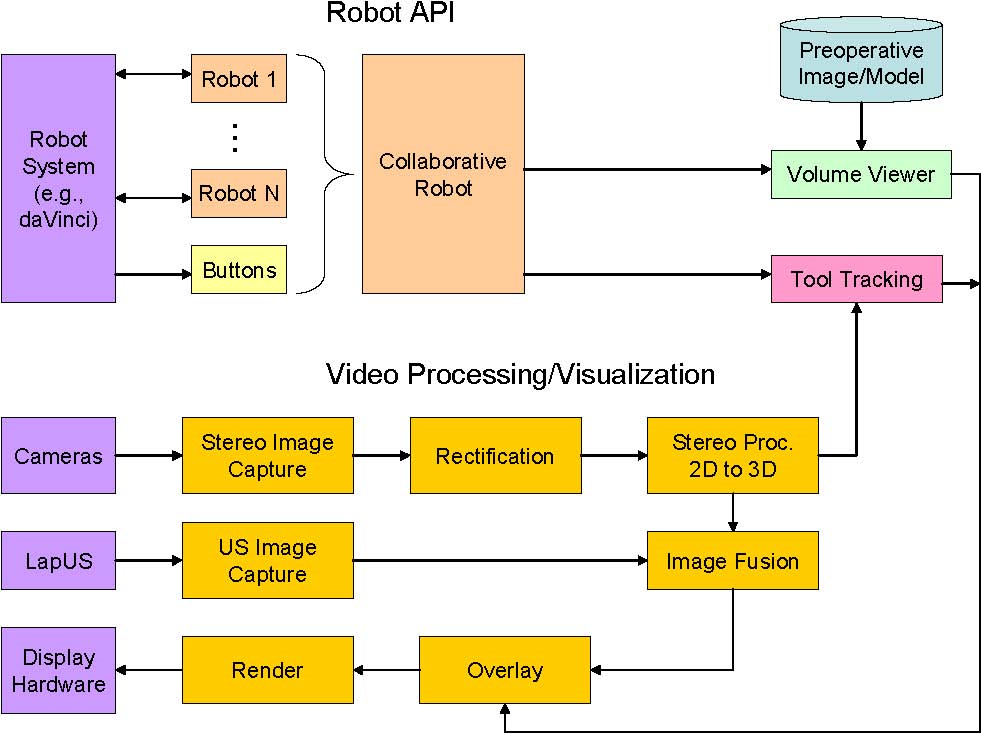 Robot API
Robot
System
(e.g.,
daVinci)
Robot 1
Robot N
Buttons
Collaborative
Robot
Preoperative
Image/Model
Volume Viewer
Tool Tracking
Video Processing/Visualization
Cameras
Stereo Image
Capture
Rectification
Stereo Proc.
2D to 3D
LapUS
US Image
Capture
Image Fusion
Display
Hardware
Render
Overlay